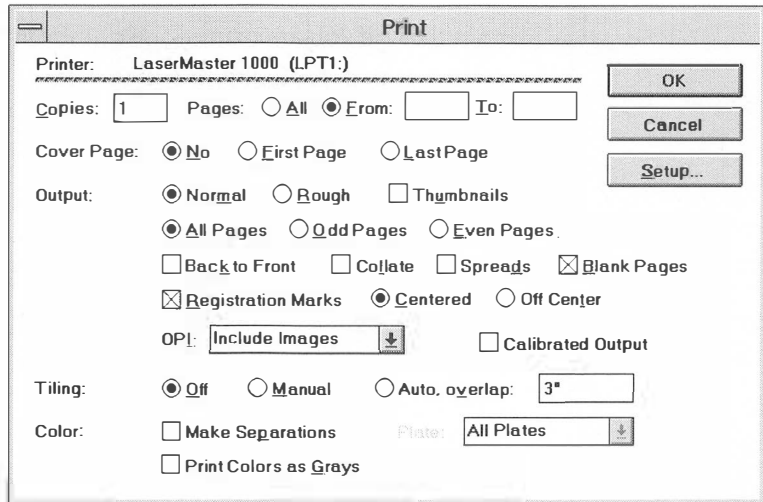 Print
Printer: LaserMaster 1000 (LPT1:)
OK
Copies: 1 Pages: All From: To:
Cancel
Cover Page: No First Page Last Page
Setup...
Output: Normal Rough Thumbnails
All Pages Odd Pages Even Pages
Back to Front Collate Spreads Blank Pages
Registration Marks Centered Off Center
OPI: Include Images Calibrated Output
Tiling: Off Manual Auto, overlap: 3"
Color: Make Separations Plate: All Plates
Print Colors as Grays